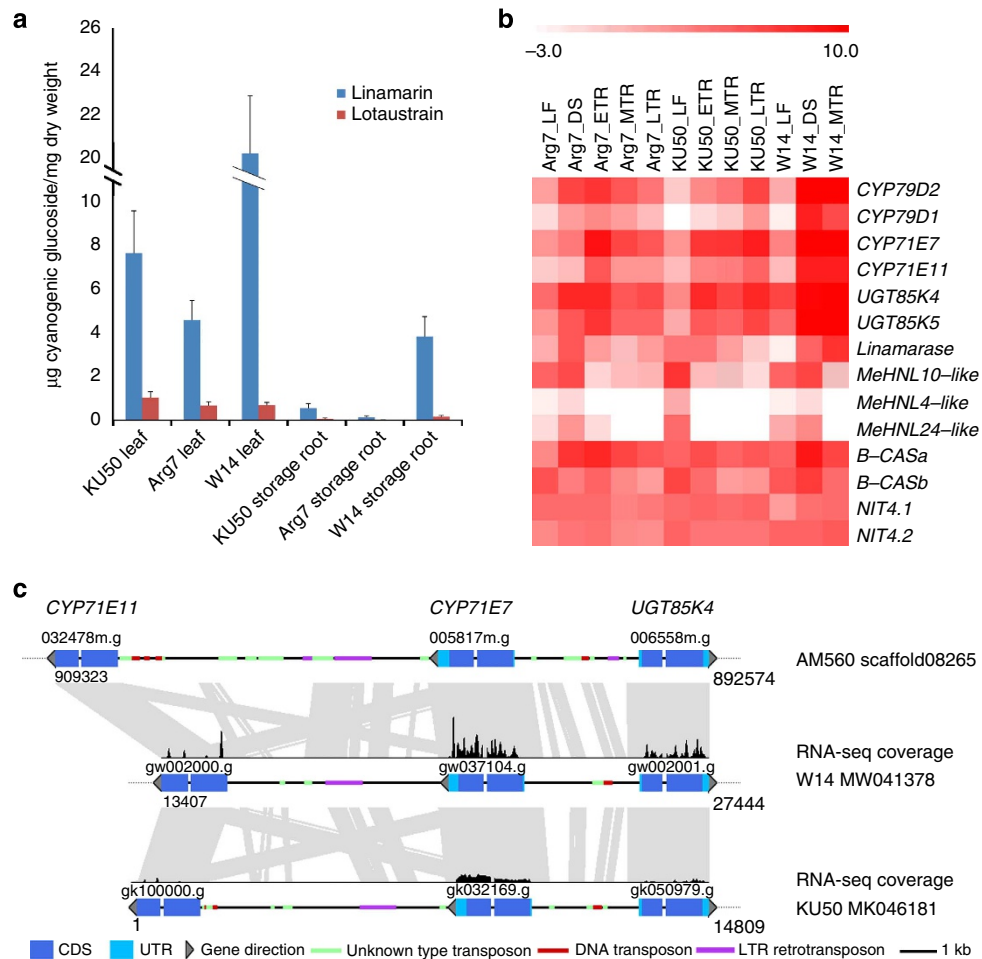 a
26
24
22
20
10
8
6
4
2
0
µg cyanogenic glucoside/mg dry weight
Linamarin
Lotaustrain
KU50 leaf
Arg7 leaf
W14 leaf
KU50 storage root
Arg7 storage root
W14 storage root
b
–3.0
10.0
Arg7_LF
Arg7_DS
Arg7_ETR
Arg7_MTR
Arg7_LTR
KU50_LF
KU50_ETR
KU50_MTR
KU50_LTR
W14_LF
W14_DS
W14_MTR
CYP79D2
CYP79D1
CYP71E7
CYP71E11
UGT85K4
UGT85K5
Linamarase
MeHNL10–like
MeHNL4–like
MeHNL24–like
B–CASa
B–CASb
NIT4.1
NIT4.2
c
CYP71E11 CYP71E7 UGT85K4
032478m.g 005817m.g 006558m.g
AM560 scaffold08265
909323 892574
RNA-seq coverage
gw002000.g gw037104.g gw002001.g
W14 MW041378
13407 27444
RNA-seq coverage
gk100000.g gk032169.g gk050979.g
KU50 MK046181
1 14809
CDS UTR Gene direction Unknown type transposon DNA transposon LTR retrotransposon 1 kb